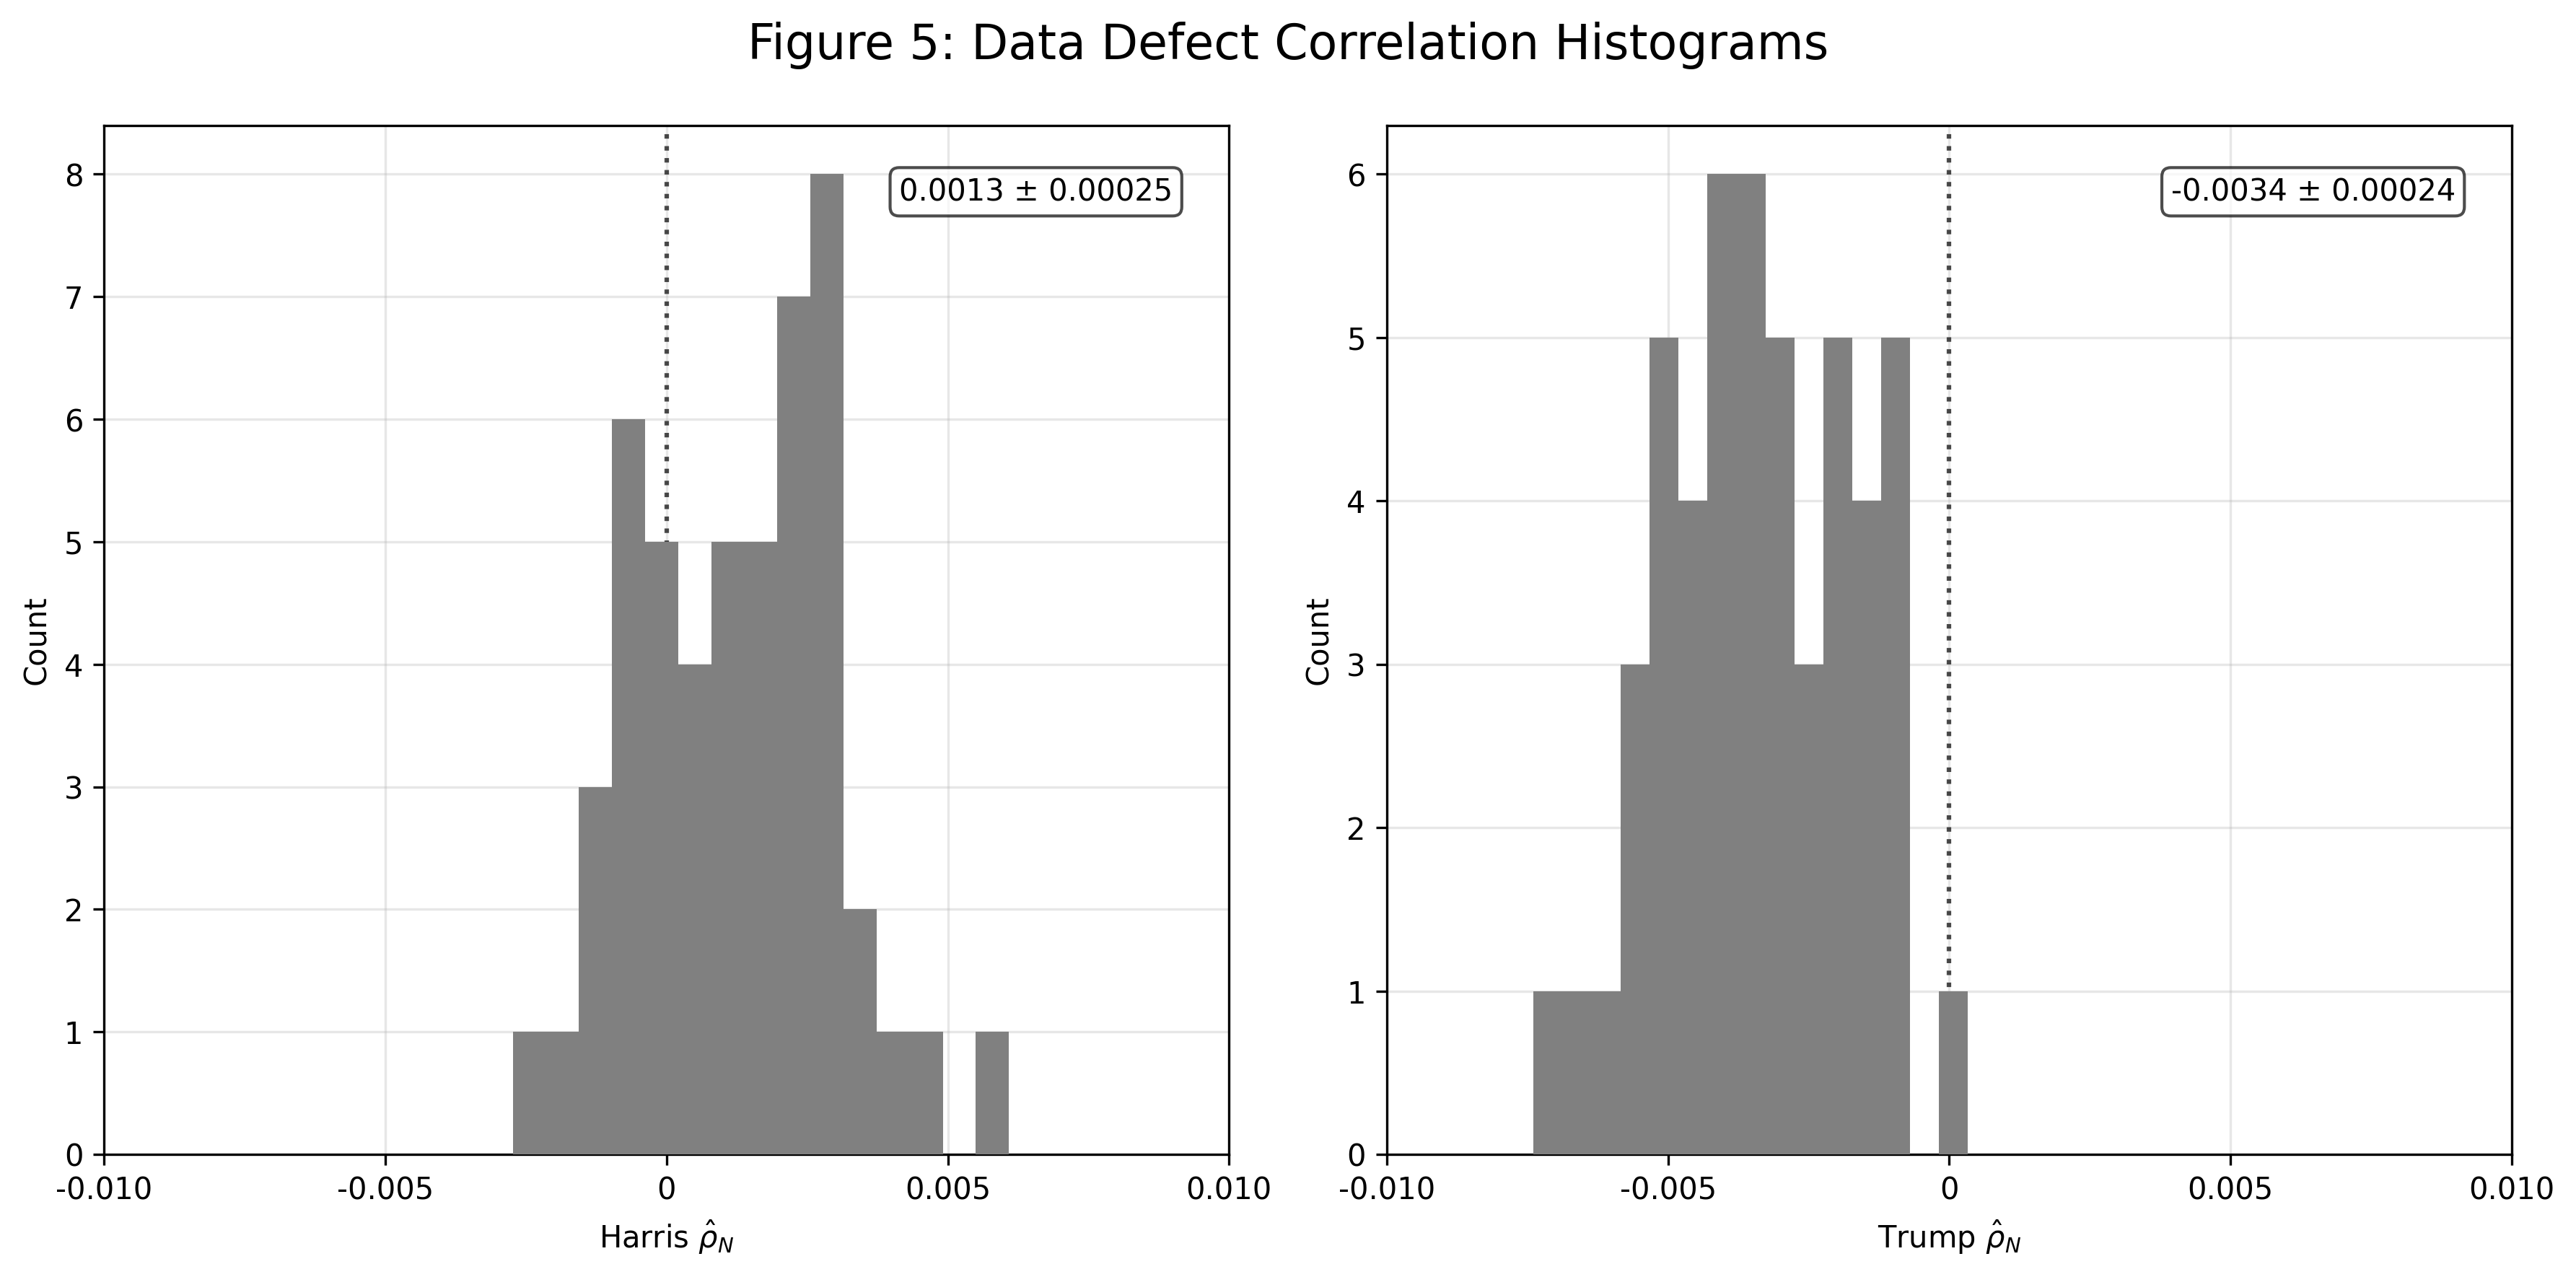 Figure 5: Data Defect Correlation Histograms
0.0013 ± 0.00025
8
7
6
5
4
3
2
1
0
Count
-0.010 -0.005 0 0.005 0.010
Harris ρ̂_N
-0.0034 ± 0.00024
6
5
4
3
2
1
0
Count
-0.010 -0.005 0 0.005 0.010
Trump ρ̂_N